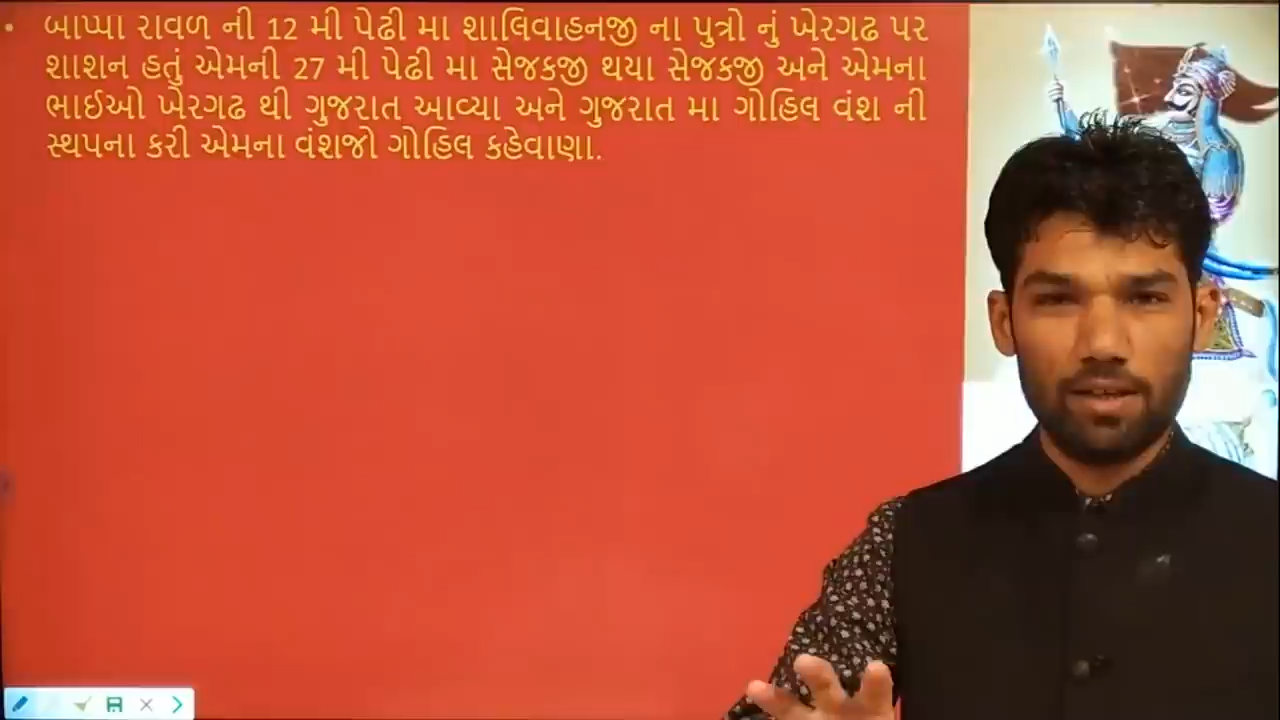 • બાપ્પા રાવળ ની 12 મી પેઢી મા શાલિવાહનજી ના પુત્રો નું ખેરગઢ પર
શાશન હતું એમની 27 મી પેઢી મા સેજકજી થયા સેજકજી અને એમના
ભાઈઓ ખેરગઢ થી ગુજરાત આવ્યા અને ગુજરાત મા ગોહિલ વંશ ની
સ્થપના કરી એમના વંશજો ગોહિલ કહેવાણા.